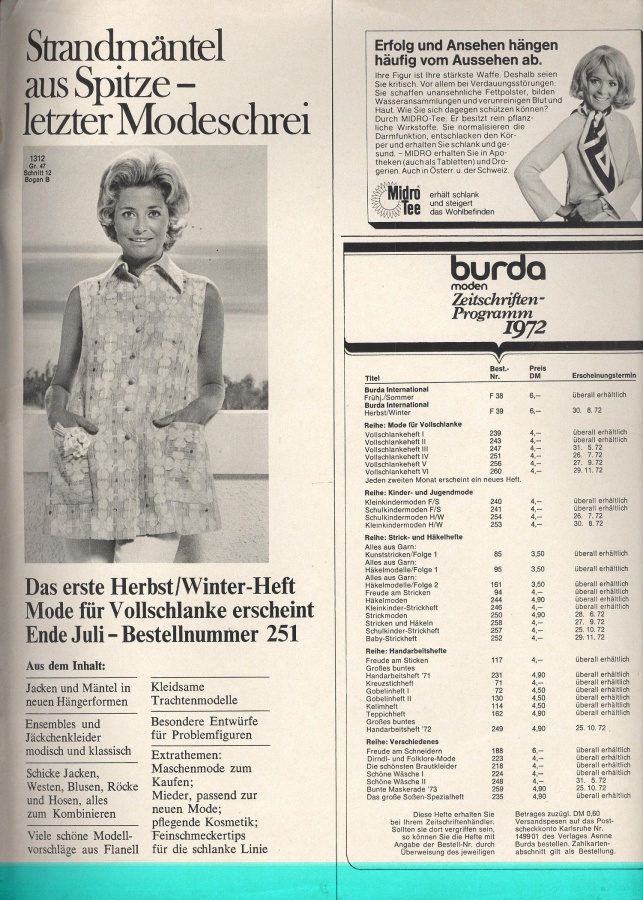 Strandmäntel
aus Spitze –
letzter Modeschrei
1312
Gr. 47
Schnitt 12
Bogen B
Das erste Herbst/Winter-Heft
Mode für Vollschlanke erscheint
Ende Juli – Bestellnummer 251
Aus dem Inhalt:
Jacken und Mäntel in
neuen Hängerformen
Ensembles und
Jäckchenkleider
modisch und klassisch
Schicke Jacken,
Westen, Blusen, Röcke
und Hosen, alles
zum Kombinieren
Viele schöne Modell-
vorschläge aus Flanell
Kleidsame
Trachtenmodelle
Besondere Entwürfe
für Problemfiguren
Extrathemen:
Maschenmode zum
Kaufen;
Mieder, passend zur
neuen Mode;
pflegende Kosmetik;
Feinschmeckertips
für die schlanke Linie
Erfolg und Ansehen hängen
häufig vom Aussehen ab.
Ihre Figur ist Ihre stärkste Waffe. Deshalb seien
Sie kritisch. Vor allem bei Verdauungsstörungen.
Sie schaffen unansehnliche Fettpolster, bilden
Wasseransammlungen und verunreinigen Blut und
Haut. Wie Sie sich dagegen schützen können?
Durch MIDRO-Tee. Er besitzt rein pflanz-
liche Wirkstoffe. Sie normalisieren die
Darmfunktion, entschlacken den Kör-
per und erhalten Sie schlank und ge-
sund. – MIDRO erhalten Sie in Apo-
theken (auch als Tabletten) und Dro-
gerien. Auch in Österr. u. der Schweiz.
Midro
Tee
erhält schlank
und steigert
das Wohlbefinden
burda
moden
Zeitschriften-
Programm
1972
Titel Best.-Nr. Preis DM Erscheinungstermin
Burda International
Frühj./Sommer F 38 6,— überall erhältlich
Burda International
Herbst/Winter F 39 6,— 30. 8. 72
Reihe: Mode für Vollschlanke
Vollschlankeheft I 239 4,— überall erhältlich
Vollschlankeheft II 243 4,— überall erhältlich
Vollschlankeheft III 247 4,— 31. 5. 72
Vollschlankeheft IV 251 4,— 26. 7. 72
Vollschlankeheft V 256 4,— 27. 9. 72
Vollschlankeheft VI 260 4,— 29. 11. 72
Jeden zweiten Monat erscheint ein neues Heft.
Reihe: Kinder- und Jugendmode
Kleinkindermoden F/S 240 4,— überall erhältlich
Schulkindermoden F/S 241 4,— überall erhältlich
Schulkindermoden H/W 254 4,— 26. 7. 72
Kleinkindermoden H/W 253 4,— 30. 8. 72
Reihe: Strick- und Häkelhefte
Alles aus Garn:
Kunststricken/Folge 1 85 3,50 überall erhältlich
Alles aus Garn:
Häkelmodelle/Folge 1 95 3,50 überall erhältlich
Alles aus Garn:
Häkelmodelle/Folge 2 161 3,50 überall erhältlich
Freude am Stricken 94 4,— überall erhältlich
Häkelmoden 244 4,90 überall erhältlich
Kleinkinder-Strickheft 246 4,— überall erhältlich
Strickmoden 250 4,90 28. 6. 72
Stricken und Häkeln 258 4,— 27. 9. 72
Schulkinder-Strickheft 257 4,— 25. 10. 72
Baby-Strickheft 252 4,— 29. 11. 72
Reihe: Handarbeitshefte
Freude am Sticken 117 4,— überall erhältlich
Großes buntes
Handarbeitsheft '71 231 4,90 überall erhältlich
Kreuzstichheft 71 4,— überall erhältlich
Gobelinheft I 72 4,50 überall erhältlich
Gobelinheft II 130 4,50 überall erhältlich
Kelimheft 114 4,50 überall erhältlich
Teppichheft 162 4,90 überall erhältlich
Großes buntes
Handarbeitsheft '72 249 4,90 25. 10. 72
Reihe: Verschiedenes
Freude am Schneidern 188 6,— überall erhältlich
Dirndl- und Folklore-Mode 223 4,— überall erhältlich
Die schönsten Brautkleider 218 4,— überall erhältlich
Schöne Wäsche I 224 4,— überall erhältlich
Schöne Wäsche II 248 4,— 31. 5. 72
Bunte Maskerade '73 259 4,90 25. 10. 72
Das große Soßen-Spezialheft 235 4,90 überall erhältlich
Diese Hefte erhalten Sie
bei Ihrem Zeitschriftenhändler.
Sollten sie dort vergriffen sein,
so können Sie die Hefte mit
Angabe der Bestell-Nr. durch
Überweisung des jeweiligen
Betrages zuzügl. DM 0,60
Versandspesen auf das Post-
scheckkonto Karlsruhe Nr.
149901 des Verlages Aenne
Burda bestellen. Zahlkarten-
abschnitt gilt als Bestellung.